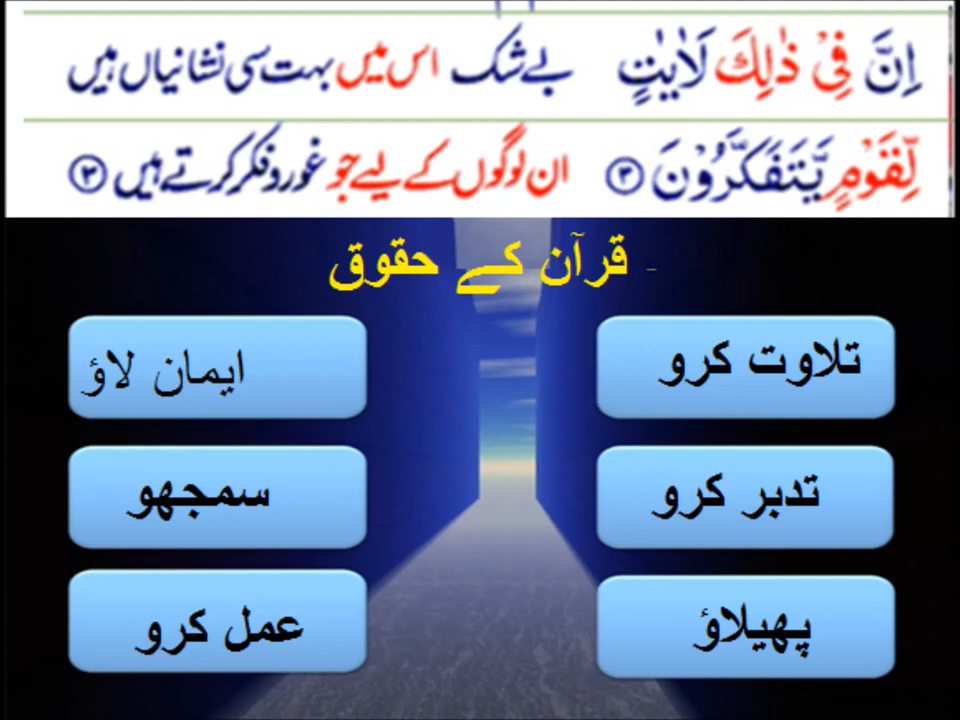 اِنَّ فِیْ ذٰلِكَ لَاٰیٰتٍ بے شک اس میں بہت سی نشانیاں ہیں
لِّقَوْمٍ یَّتَفَكَّرُوْنَ ﴿۳﴾ ان لوگوں کے لیے جو غور و فکر کرتے ہیں ﴿۳﴾
- قرآن کے حقوق
تلاوت کرو
ایمان لاؤ
تدبر کرو
سمجھو
پھیلاؤ
عمل کرو